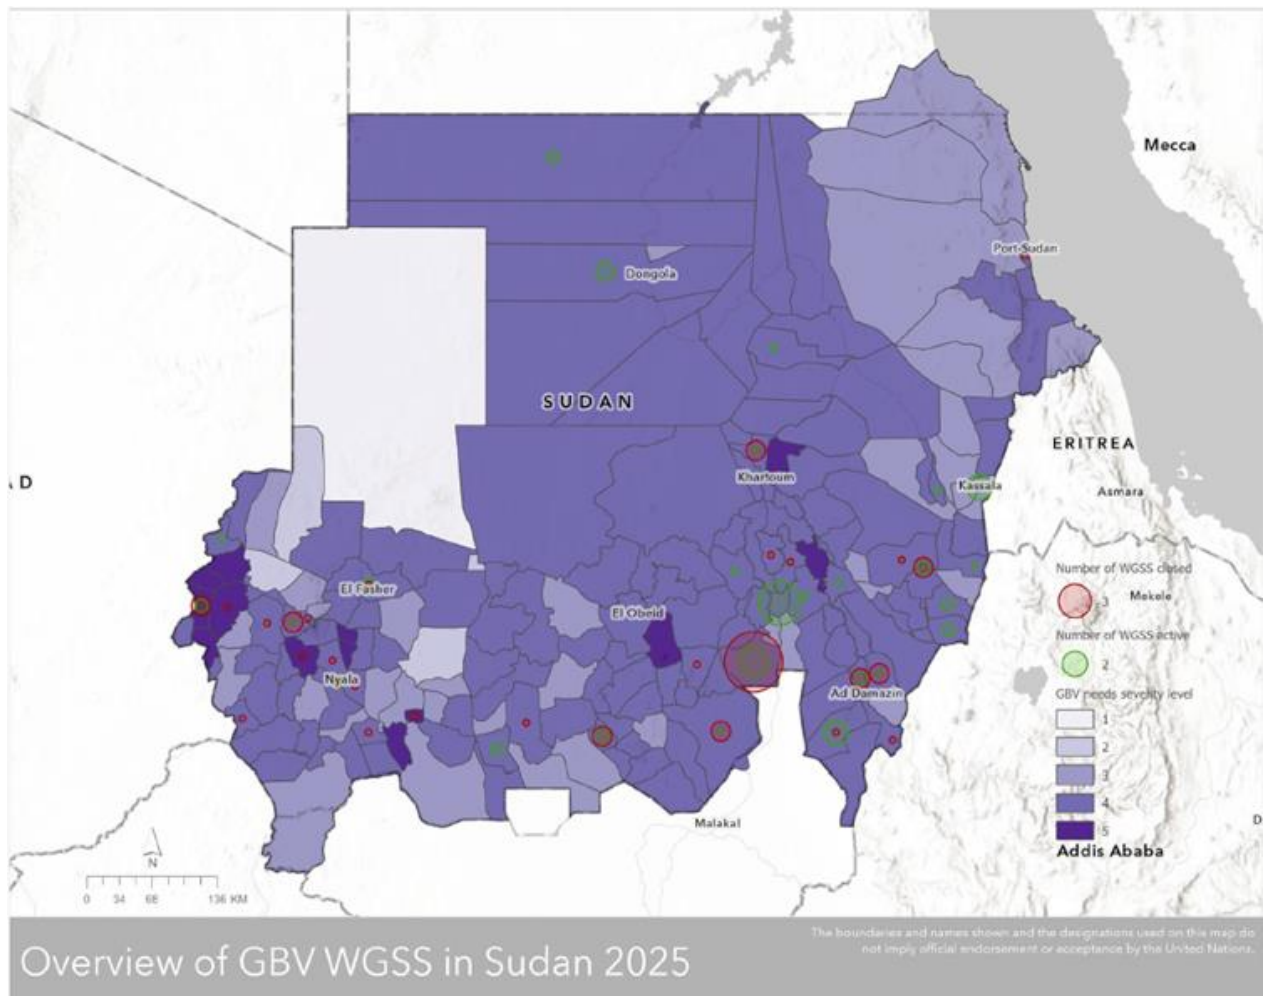 Mecca
Port-Sudan
Dongola
SUDAN
ERITREA
A D
Khartoum
Kassala
Asmara
Number of WGSS closed
El Fasher
3
Mekele
El Obeid
Number of WGSS active
2
Nyala
Ad Damazin
GBV needs severity level
1
2
3
4
Malakal
5
D
Addis Ababa
N
0 34 68 136 KM
The boundaries and names shown and the designations used on this map do
not imply official endorsement or acceptance by the United Nations.
Overview of GBV WGSS in Sudan 2025